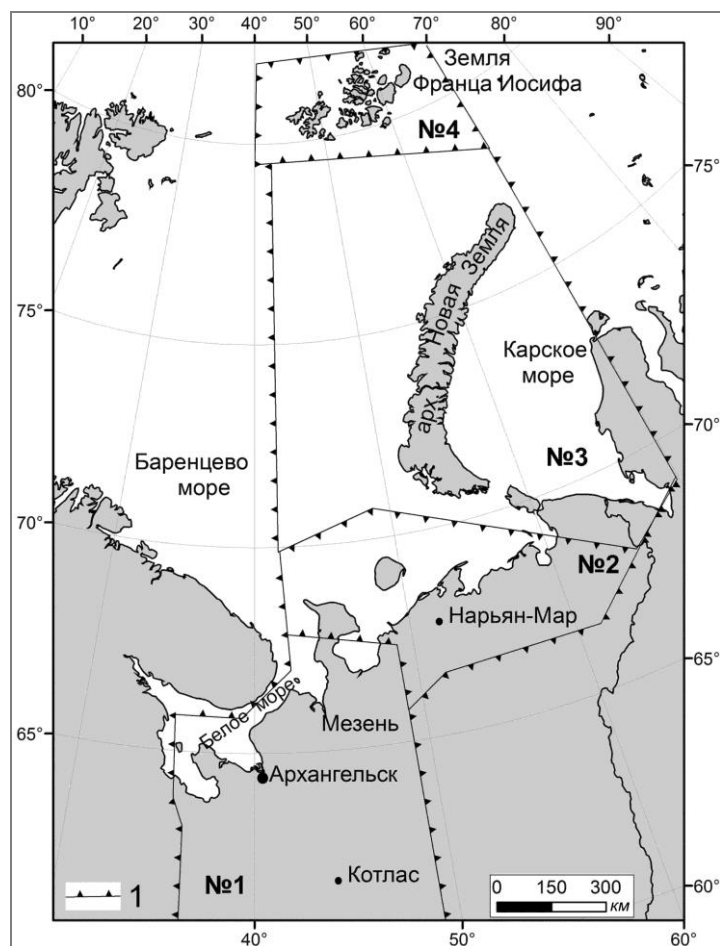 10° 20° 30° 40° 50° 60° 70° 80° 90°
Земля
Франца Иосифа
80°
№4
75°
арх. Новая Земля
75°
Карское
море
70°
Баренцево
море
№3
70°
№2
Нарьян-Мар
65°
Белое море
65°
Мезень
Архангельск
1
№1
Котлас
0 150 300
км
60°
40° 50° 60°